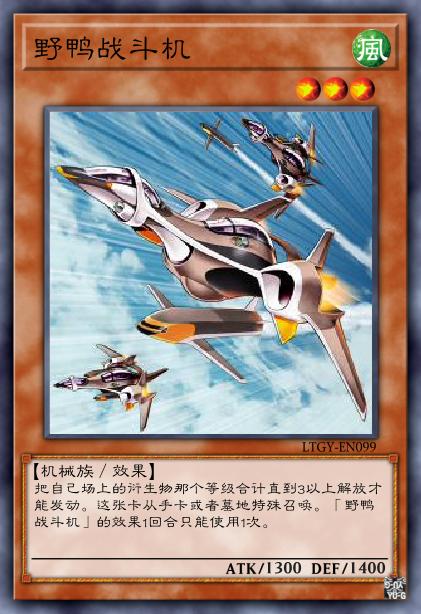 野鸭战斗机
風
LTGY-EN099
【机械族／效果】
把自己场上的衍生物那个等级合计直到3以上解放才
能发动。这张卡从手卡或者墓地特殊召唤。「野鸭
战斗机」的效果1回合只能使用1次。
ATK/1300 DEF/1400